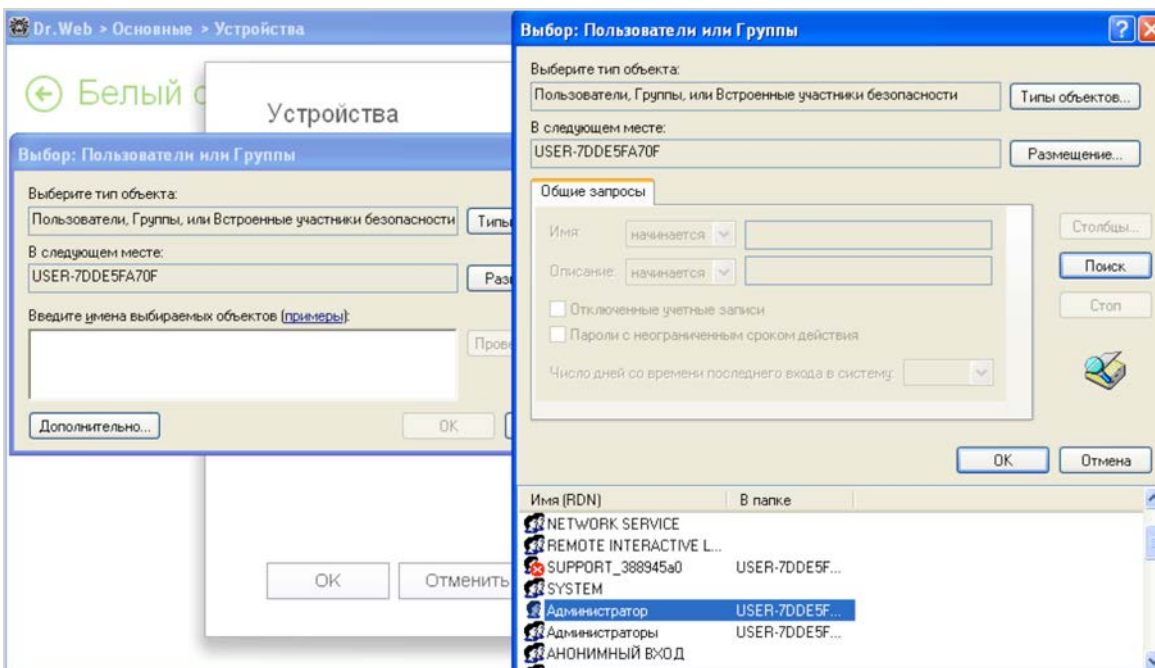 Dr.Web > Основные > Устройства
Белый с
Устройства
Выбор: Пользователи или Группы
Выберите тип объекта:
Пользователи, Группы, или Встроенные участники безопасности
Типы
В следующем месте:
USER-7DDE5FA70F
Раз
Введите имена выбираемых объектов (примеры):
Прове
Дополнительно...
OK
OK
Отменить
Выбор: Пользователи или Группы
Выберите тип объекта:
Пользователи, Группы, или Встроенные участники безопасности
Типы объектов...
В следующем месте:
USER-7DDE5FA70F
Размещение...
Общие запросы
Имя: начинается
Описание: начинается
Отключенные учетные записи
Пароли с неограниченным сроком действия
Число дней со времени последнего входа в систему:
Столбцы...
Поиск
Стоп
OK
Отмена
Имя (RDN) В папке
NETWORK SERVICE
REMOTE INTERACTIVE L...
SUPPORT_388945a0 USER-7DDE5F...
SYSTEM
Администратор USER-7DDE5F...
Администраторы USER-7DDE5F...
АНОНИМНЫЙ ВХОД